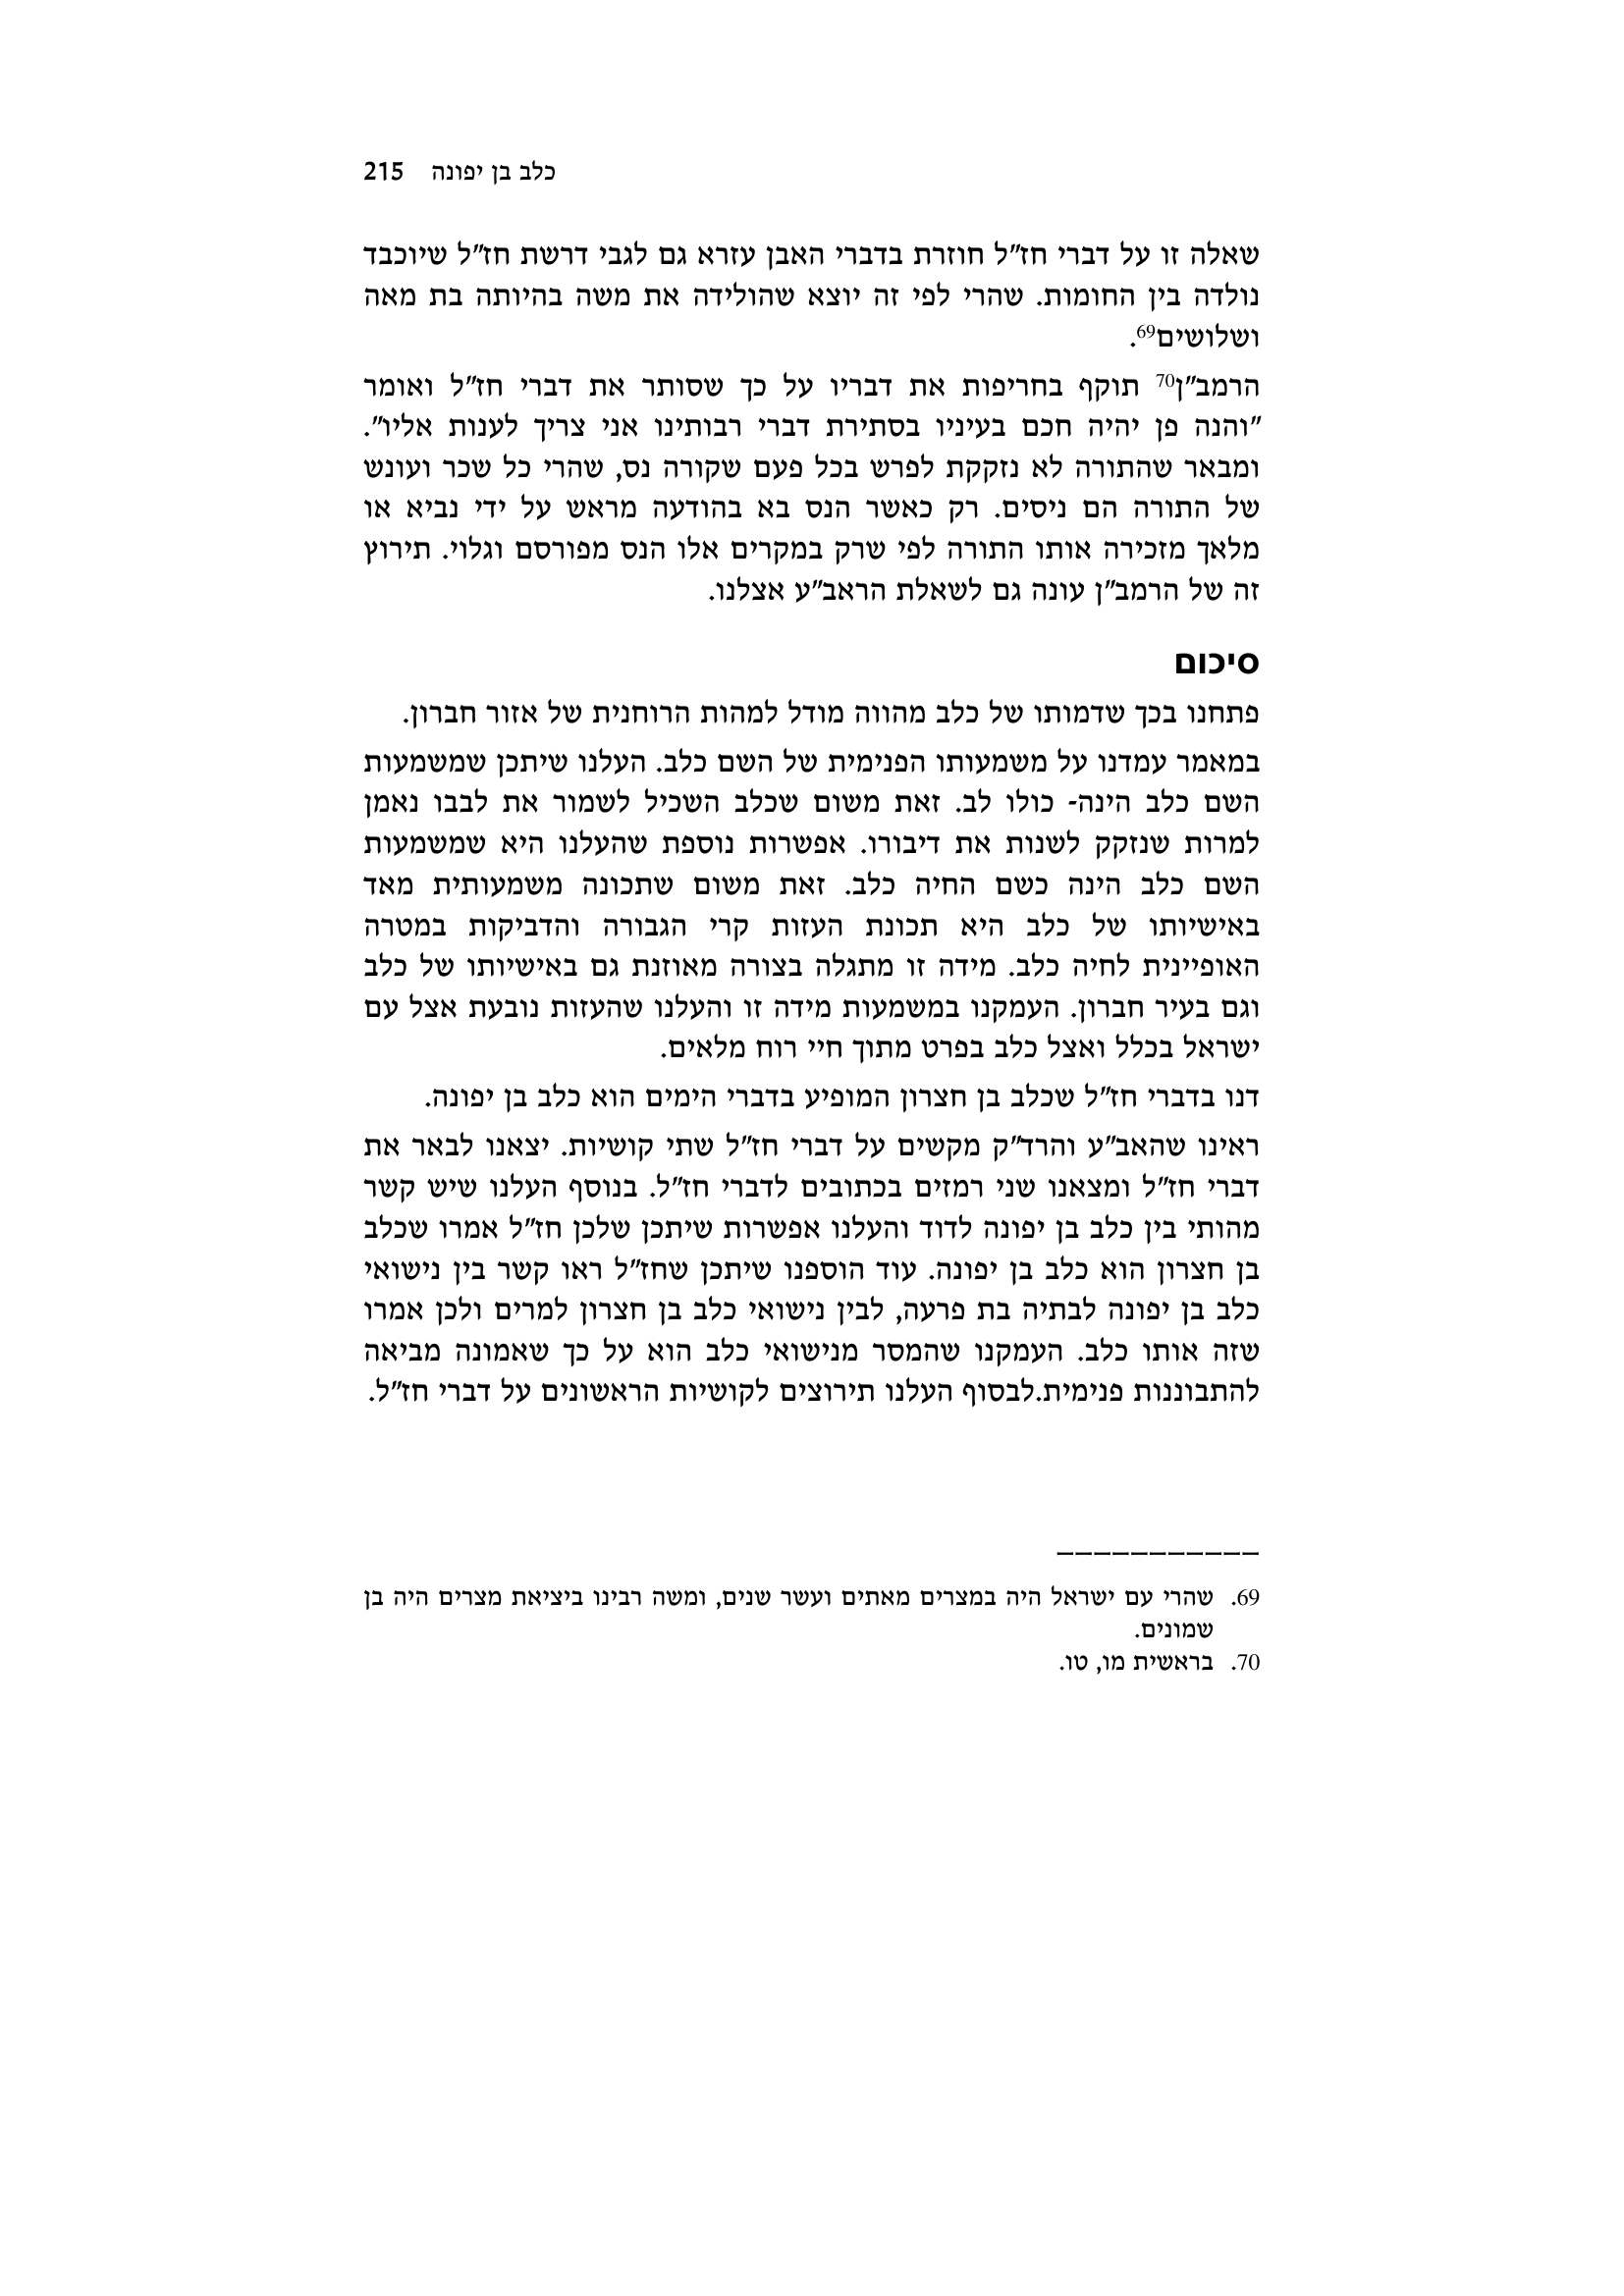 כלב בן יפונה 215
שאלה זו על דברי חז"ל חוזרת בדברי האבן עזרא גם לגבי דרשת חז"ל שיוכבד
נולדה בין החומות. שהרי לפי זה יוצא שהולידה את משה בהיותה בת מאה
ושלושים69.
הרמב"ן70 תוקף בחריפות את דבריו על כך שסותר את דברי חז"ל ואומר
"והנה פן יהיה חכם בעיניו בסתירת דברי רבותינו אני צריך לענות אליו".
ומבאר שהתורה לא נזקקת לפרש בכל פעם שקורה נס, שהרי כל שכר ועונש
של התורה הם ניסים. רק כאשר הנס בא בהודעה מראש על ידי נביא או
מלאך מזכירה אותו התורה לפי שרק במקרים אלו הנס מפורסם וגלוי. תירוץ
זה של הרמב"ן עונה גם לשאלת הראב"ע אצלנו.
סיכום
פתחנו בכך שדמותו של כלב מהווה מודל למהות הרוחנית של אזור חברון.
במאמר עמדנו על משמעותו הפנימית של השם כלב. העלנו שיתכן שמשמעות
השם כלב הינה- כולו לב. זאת משום שכלב השכיל לשמור את לבבו נאמן
למרות שנזקק לשנות את דיבורו. אפשרות נוספת שהעלנו היא שמשמעות
השם כלב הינה כשם החיה כלב. זאת משום שתכונה משמעותית מאד
באישיותו של כלב היא תכונת העזות קרי הגבורה והדביקות במטרה
האופיינית לחיה כלב. מידה זו מתגלה בצורה מאוזנת גם באישיותו של כלב
וגם בעיר חברון. העמקנו במשמעות מידה זו והעלנו שהעזות נובעת אצל עם
ישראל בכלל ואצל כלב בפרט מתוך חיי רוח מלאים.
דנו בדברי חז"ל שכלב בן חצרון המופיע בדברי הימים הוא כלב בן יפונה.
ראינו שהאב"ע והרד"ק מקשים על דברי חז"ל שתי קושיות. יצאנו לבאר את
דברי חז"ל ומצאנו שני רמזים בכתובים לדברי חז"ל. בנוסף העלנו שיש קשר
מהותי בין כלב בן יפונה לדוד והעלנו אפשרות שיתכן שלכן חז"ל אמרו שכלב
בן חצרון הוא כלב בן יפונה. עוד הוספנו שיתכן שחז"ל ראו קשר בין נישואי
כלב בן יפונה לבתיה בת פרעה, לבין נישואי כלב בן חצרון למרים ולכן אמרו
שזה אותו כלב. העמקנו שהמסר מנישואי כלב הוא על כך שאמונה מביאה
להתבוננות פנימית.לבסוף העלנו תירוצים לקושיות הראשונים על דברי חז"ל.
69. שהרי עם ישראל היה במצרים מאתים ועשר שנים, ומשה רבינו ביציאת מצרים היה בן
שמונים.
70. בראשית מו, טו.